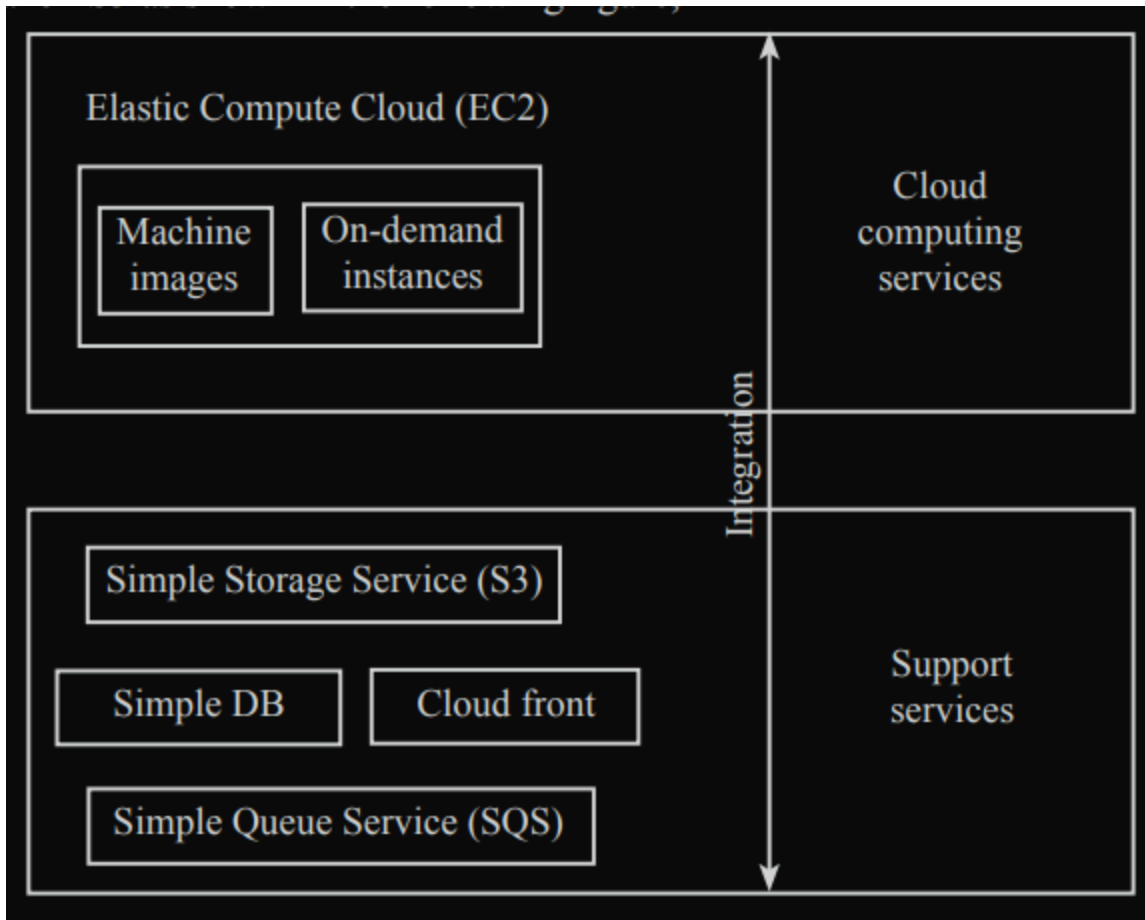 Elastic Compute Cloud (EC2)
Machine
images
On-demand
instances
Cloud
computing
services
Integration
Simple Storage Service (S3)
Simple DB
Cloud front
Simple Queue Service (SQS)
Support
services